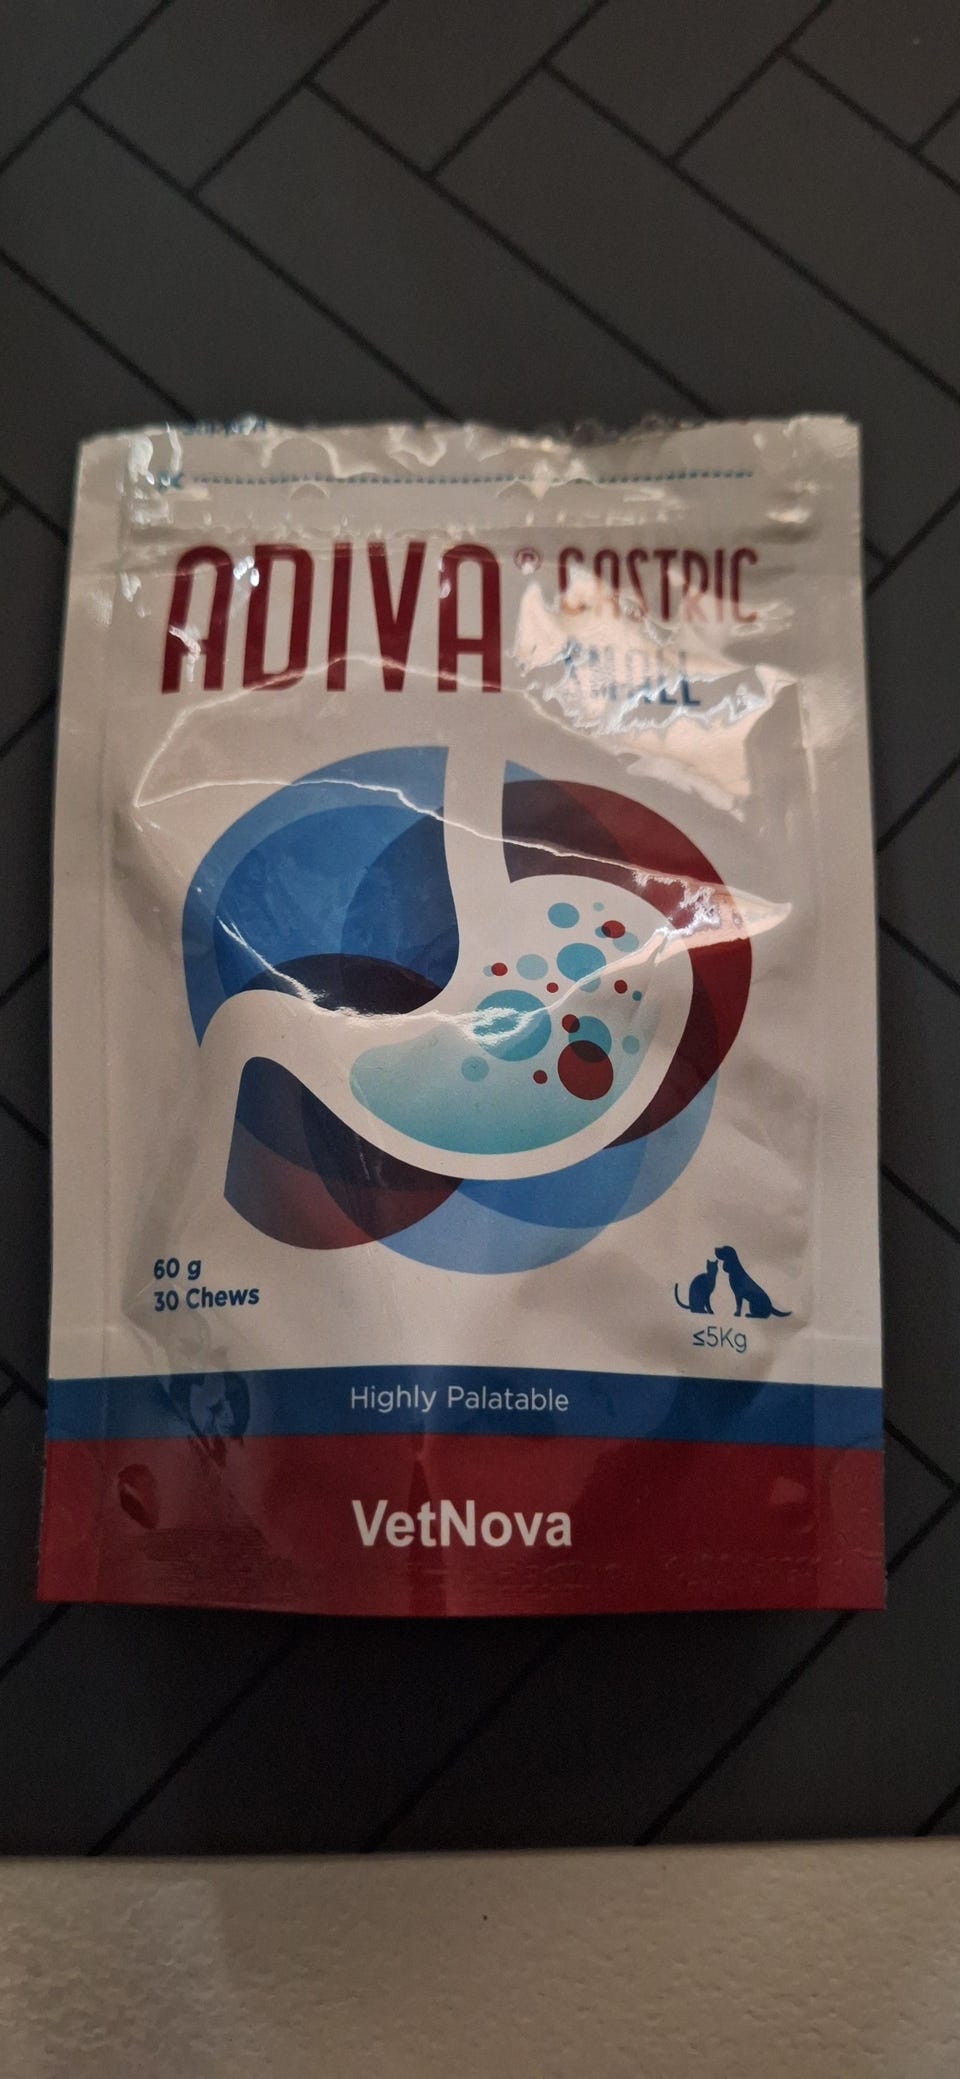 ADIVA® GASTRIC
SMALL
60 g
30 Chews
≤5Kg
Highly Palatable
VetNova